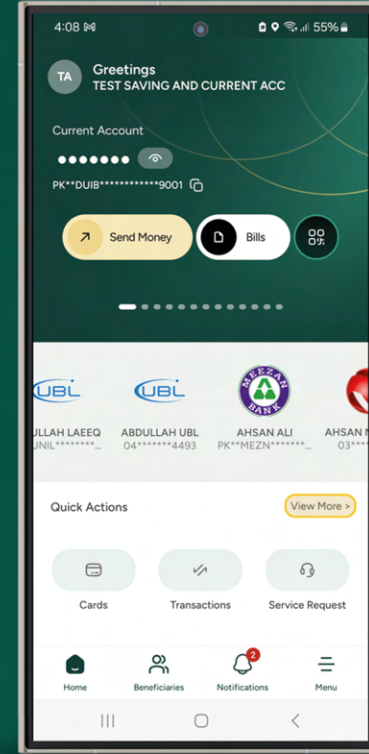 4:08 55%
TA
Greetings
TEST SAVING AND CURRENT ACC
Current Account
PK**DUIB************9001
Send Money
Bills
UBL
UBL
MEEZAN BANK
ULLAH LAEEQ
ABDULLAH UBL
AHSAN ALI
AHSAN
UNIL********...
04*******4493
PK**MEZN*******...
03****
Quick Actions
View More >
Cards
Transactions
Service Request
2
Home
Beneficiaries
Notifications
Menu